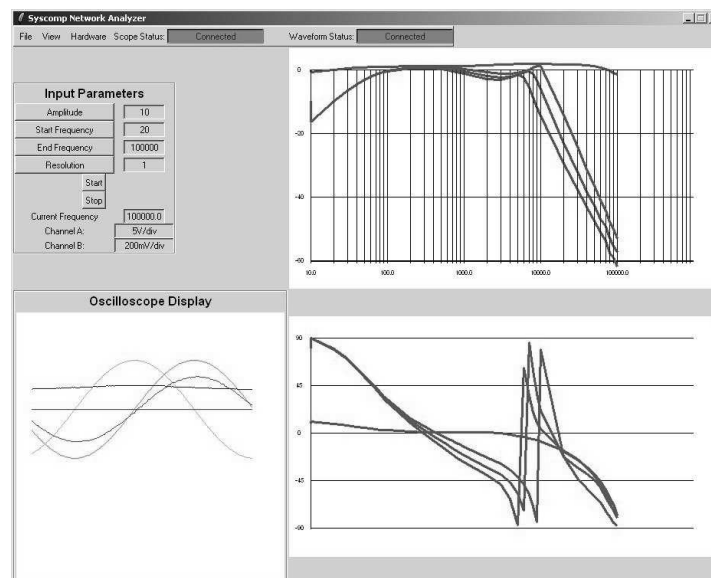 Syscomp Network Analyzer
File View Hardware Scope Status: Connected Waveform Status: Connected
Input Parameters
Amplitude 10
Start Frequency 20
End Frequency 100000
Resolution 1
Start
Stop
Current Frequency 100000.0
Channel A: 5V/div
Channel B: 200mV/div
0
-20
-40
-60
10.0 100.0 1000.0 10000.0 100000.0
Oscilloscope Display
90
45
0
-45
-90